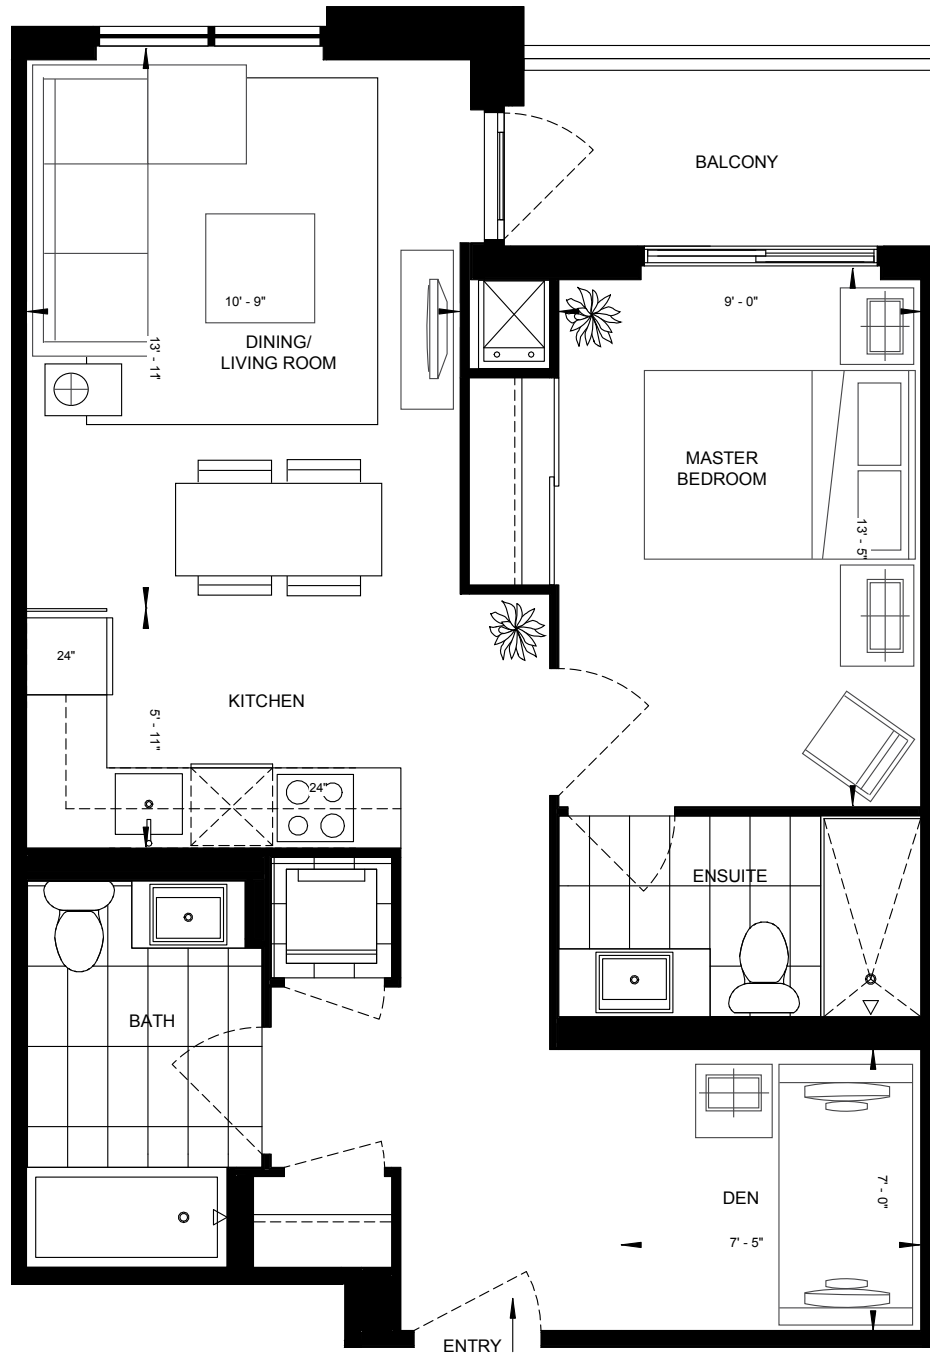 BALCONY
10' - 9"
9' - 0"
DINING/
LIVING ROOM
13' - 11"
MASTER
BEDROOM
13' - 5"
24"
KITCHEN
5' - 11"
24"
ENSUITE
BATH
DEN
7' - 0"
7' - 5"
ENTRY